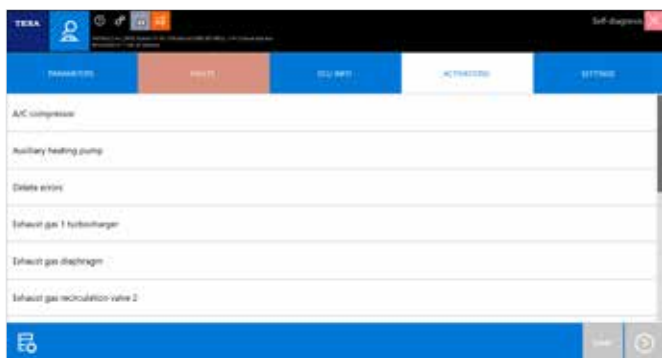 TEXA
Self-diagnosis
PARAMETERS
FAULTS
ECU INFO
ACTIVATIONS
SETTINGS
A/C compressor
Auxiliary heating pump
Delete errors
Exhaust gas 1 turbocharger
Exhaust gas diaphragm
Exhaust gas recirculation valve 2